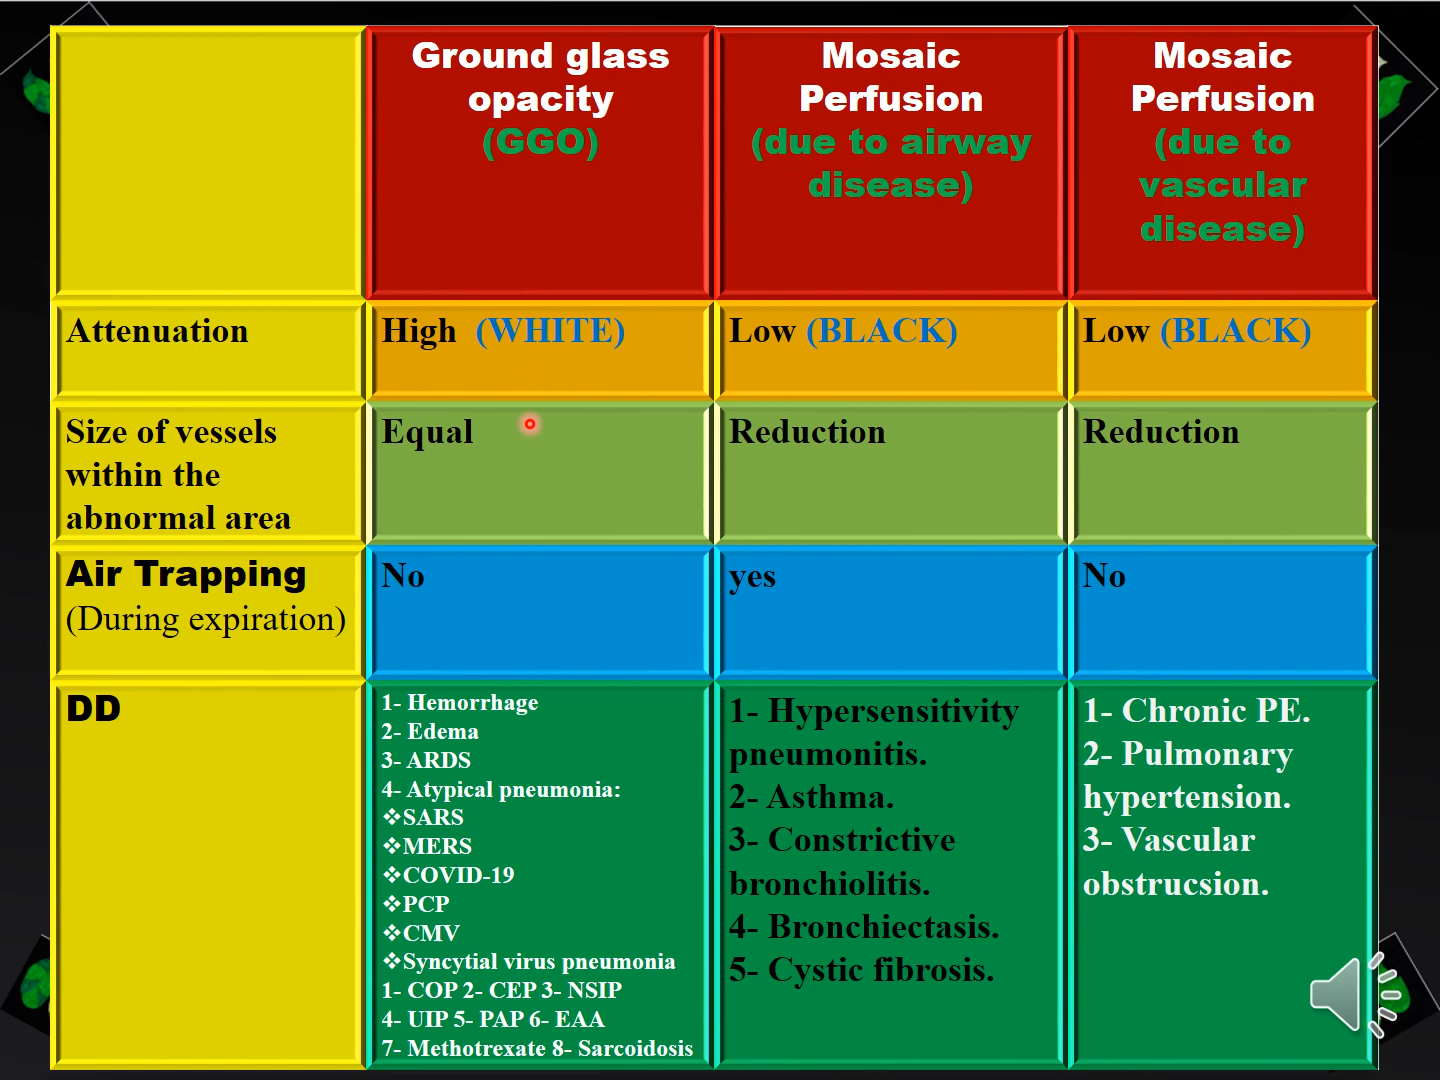 Ground glass
opacity
(GGO)
Mosaic
Perfusion
(due to airway
disease)
Mosaic
Perfusion
(due to
vascular
disease)
Attenuation
High (WHITE)
Low (BLACK)
Low (BLACK)
Size of vessels
within the
abnormal area
Equal
Reduction
Reduction
Air Trapping
(During expiration)
No
yes
No
DD
1- Hemorrhage
2- Edema
3- ARDS
4- Atypical pneumonia:
❖SARS
❖MERS
❖COVID-19
❖PCP
❖CMV
❖Syncytial virus pneumonia
1- COP 2- CEP 3- NSIP
4- UIP 5- PAP 6- EAA
7- Methotrexate 8- Sarcoidosis
1- Hypersensitivity
pneumonitis.
2- Asthma.
3- Constrictive
bronchiolitis.
4- Bronchiectasis.
5- Cystic fibrosis.
1- Chronic PE.
2- Pulmonary
hypertension.
3- Vascular
obstrucsion.